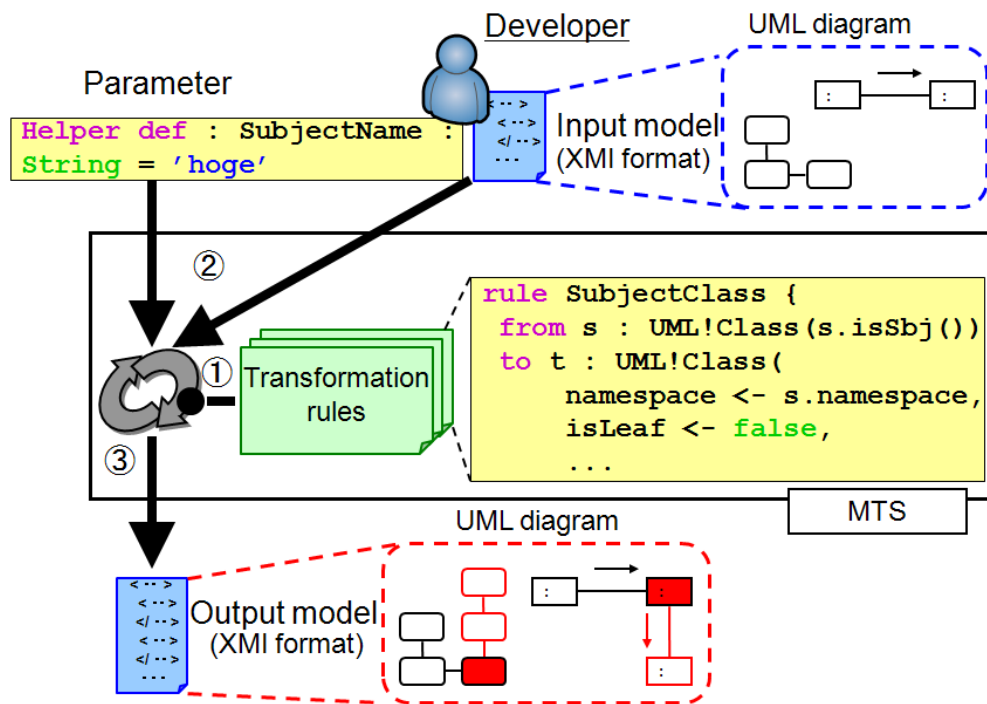 Developer
UML diagram
Parameter
Helper def : SubjectName :
String = 'hoge'
< -- >
< -- >
</ -- >
...
Input model
(XMI format)
:
:
②
rule SubjectClass {
from s : UML!Class(s.isSbj())
to t : UML!Class(
namespace <- s.namespace,
isLeaf <- false,
...
①
Transformation
rules
③
MTS
UML diagram
< -- >
< -- >
</ -- >
< -- >
</ -- >
...
Output model
(XMI format)
:
:
: